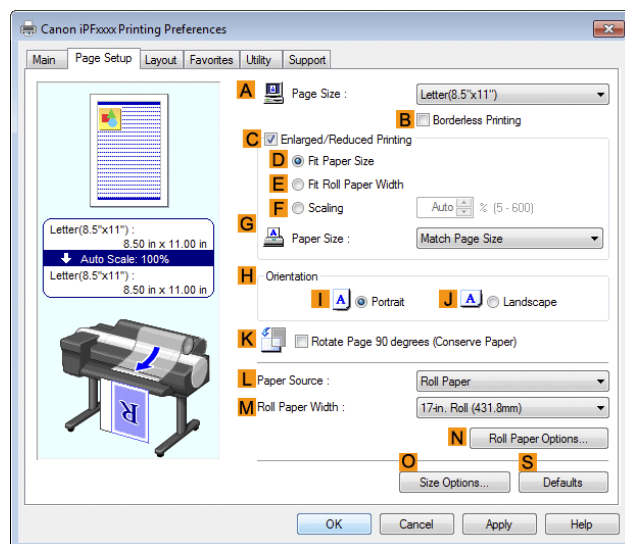 Canon iPFxxxx Printing Preferences
Main Page Setup Layout Favorites Utility Support
A Page Size : Letter(8.5"x11")
B Borderless Printing
C Enlarged/Reduced Printing
D Fit Paper Size
E Fit Roll Paper Width
F Scaling Auto % (5 - 600)
G Paper Size : Match Page Size
Letter(8.5"x11") :
8.50 in x 11.00 in
Auto Scale: 100%
Letter(8.5"x11") :
8.50 in x 11.00 in
H Orientation
I A Portrait J A Landscape
K Rotate Page 90 degrees (Conserve Paper)
L Paper Source : Roll Paper
M Roll Paper Width : 17-in. Roll (431.8mm)
R
N Roll Paper Options...
O S
Size Options... Defaults
OK Cancel Apply Help